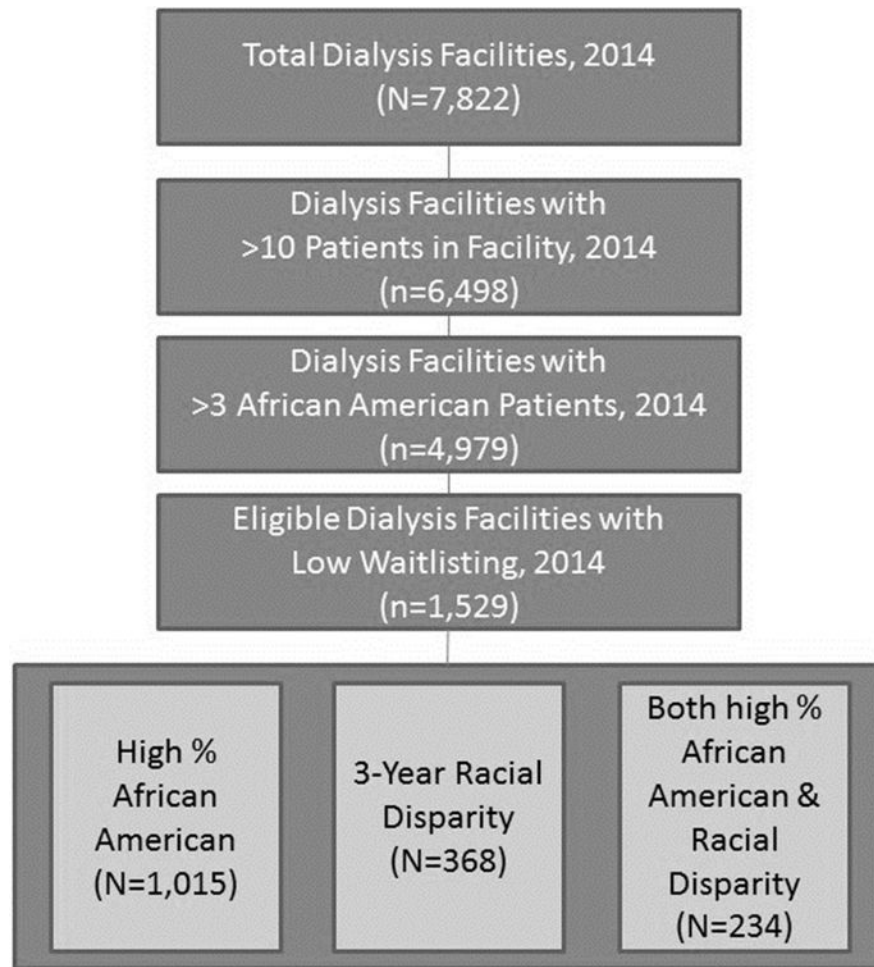 Total Dialysis Facilities, 2014
(N=7,822)
Dialysis Facilities with
>10 Patients in Facility, 2014
(n=6,498)
Dialysis Facilities with
>3 African American Patients, 2014
(n=4,979)
Eligible Dialysis Facilities with
Low Waitlisting, 2014
(n=1,529)
High %
African
American
(N=1,015)
3-Year Racial
Disparity
(N=368)
Both high %
African
American &
Racial
Disparity
(N=234)